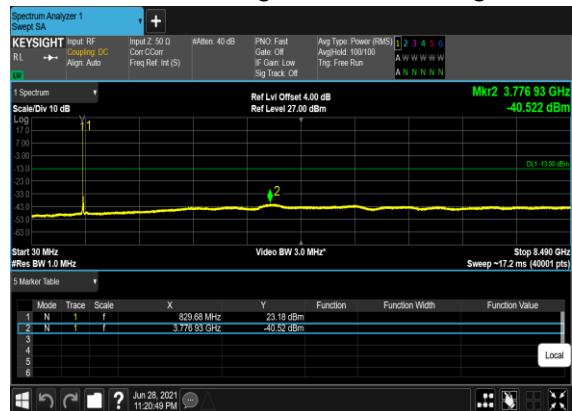 Spectrum Analyzer 1
Swept SA
+
KEYSIGHT Input: RF Input Z: 50 Ω #Atten: 40 dB PNO: Fast Avg Type: Power (RMS) 1 2 3 4 5 6
RL Coupling: DC Corr CCorr Gate: Off Avg|Hold: 100/100 A W W W W W
Align: Auto Freq Ref: Int (S) IF Gain: Low Trig: Free Run
LW Sig Track: Off A N N N N N
1 Spectrum Ref Lvl Offset 4.00 dB Mkr2 3.776 93 GHz
Scale/Div 10 dB Ref Level 27.00 dBm -40.522 dBm
Log
17.0
7.00
-3.00
-13.0
-23.0
-33.0
-43.0
-53.0
-63.0
1
DL1 -13.00 dBm
2
Start 30 MHz Video BW 3.0 MHz* Stop 8.490 GHz
#Res BW 1.0 MHz Sweep ~17.2 ms (40001 pts)
5 Marker Table
Mode Trace Scale X Y Function Function Width Function Value
1 N 1 f 829.68 MHz 23.18 dBm
2 N 1 f 3.776 93 GHz -40.52 dBm
3
4
5
6
Local
? Jun 28, 2021
11:20:49 PM